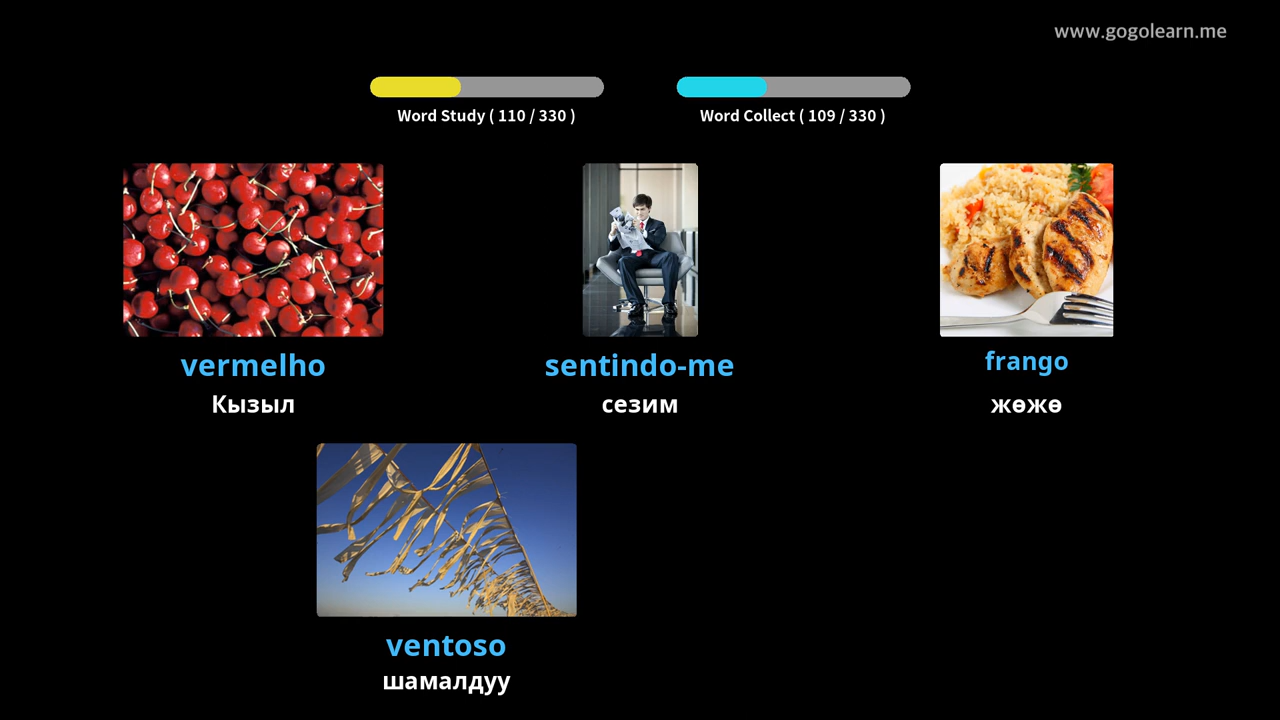 www.gogolearn.me
Word Study ( 110 / 330 )
Word Collect ( 109 / 330 )
vermelho
Кызыл
sentindo-me
сезим
frango
жөжө
ventoso
шамалдуу